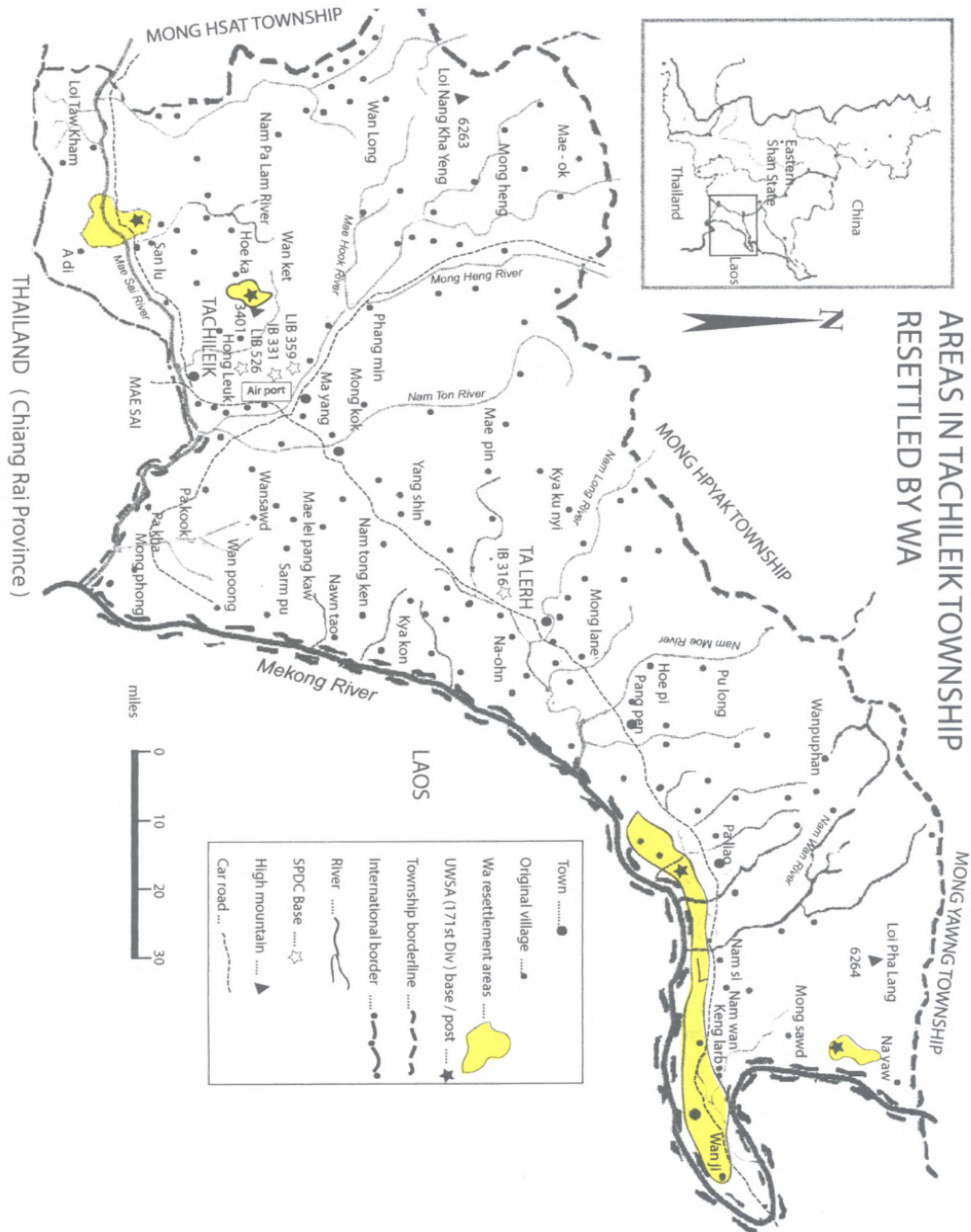 AREAS IN TACHILEIK TOWNSHIP
RESETTLED BY WA
China
Eastern
Shan State
Laos
Thailand
N
MONG YAWNG TOWNSHIP
MONG HPYAK TOWNSHIP
MONG HSAT TOWNSHIP
Mae - ok
Mong heng
6263
Loi Nang Kha Yeng
Wan Long
Mae Hook River
Mong Heng River
Nam Pa Lam River
Loi Taw Kham
Wan ket
Hoe ka
San lu
A di
Mae Sai River
3401
LIB 526
IB 331
LIB 359
Hong Leuk
TACHILEIK
Air port
MAE SAI
Phang min
Mong kok
Ma yang
Nam Ton River
Mae pin
Kya ku nyi
Nam Long River
Yang shin
IB 316
TA LERH
Mong lane
Nam tong ken
Mae lei pang kaw
Wansawd
Pa kook
Pa kha
Mong phong
Wan poong
Sarm pu
Nawn tao
Kya kon
Na-ohn
Nam Moe River
Pu long
Hoe pi
Pang pen
Wanpuphan
Nam Wan River
Pa liao
Nam si
Nam wan
Keng larb
Mong sawd
Loi Pha Lang
6264
Na yaw
Wan ji
Mekong River
LAOS
THAILAND ( Chiang Rai Province )
miles
0 10 20 30
Town ........
Original village .....
Wa resettlement areas .....
UWSA (171st Div ) base / post .....
Township borderline .....
International border .....
River .....
SPDC Base .....
High mountain .....
Car road ...